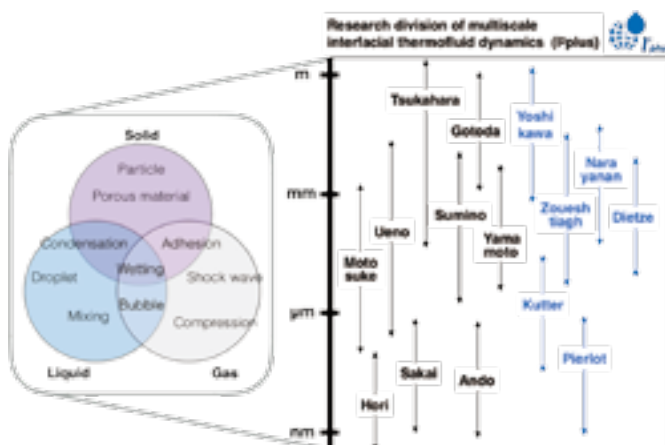 Research division of multiscale
interfacial thermofluid dynamics (I²plus)
m
Tsukahara
Gotoda
Yoshi
kawa
Solid
Particle
Porous material
Nara
yanan
mm
Zouesh
tiagh
Dietze
Sumino
Ueno
Yama
moto
Condensation
Adhesion
Wetting
Moto
suke
Droplet
Shock wave
Bubble
Mixing
Compression
Kutter
μm
Pierlot
Liquid
Gas
Sakai
Ando
Hori
nm